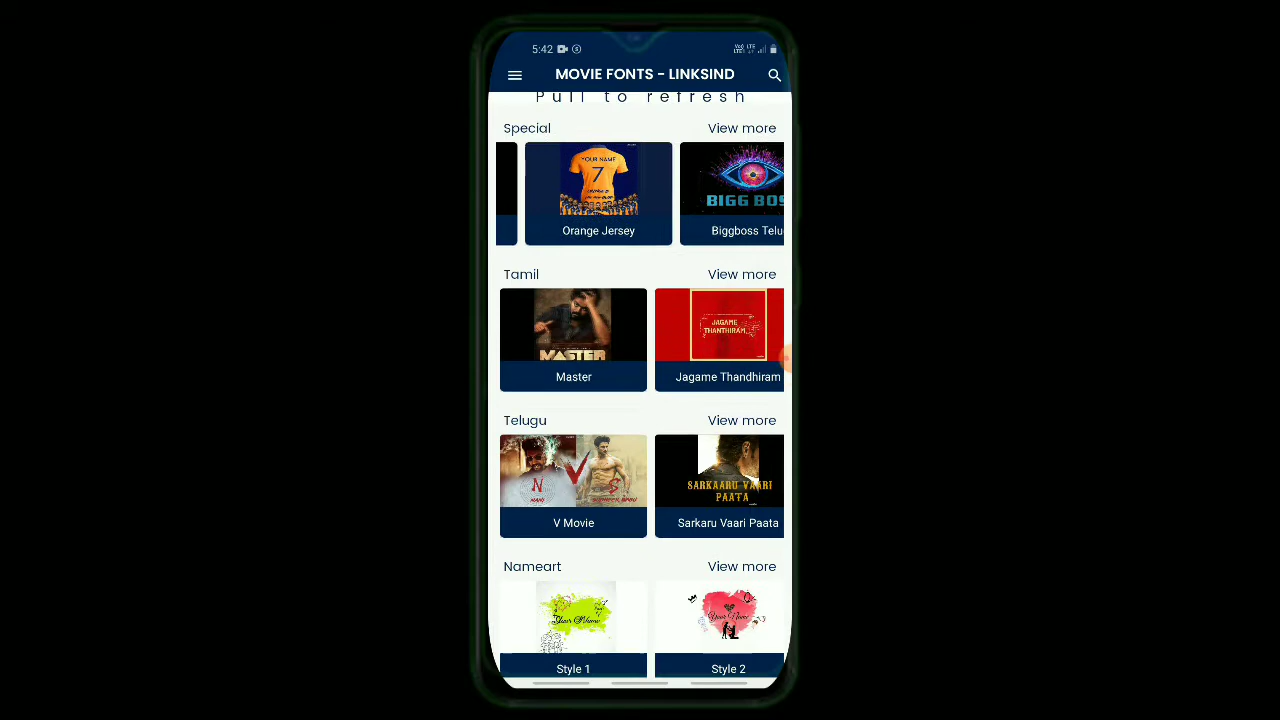 5:42
MOVIE FONTS - LINKSIND
Pull to refresh
Special View more
YOUR NAME
7
BIGG BOS
Orange Jersey Biggboss Telu
Tamil View more
MASTER
JAGAME
THANTHIRAM
Master Jagame Thandhiram
Telugu View more
N S
NANI
SARKAARU VAARI
PAATA
V Movie Sarkaru Vaari Paata
Nameart View more
Your Name Your Name
Style 1 Style 2